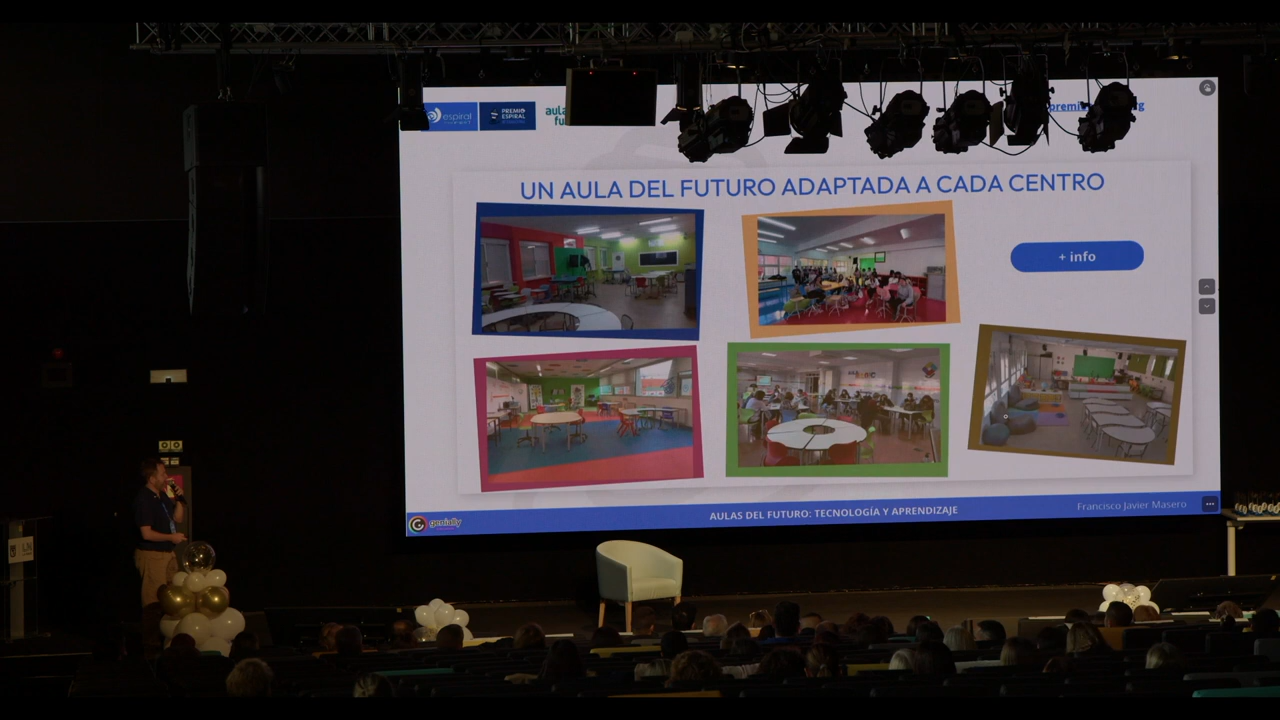 espiral
PREMIO
ESPIRAL
UN AULA DEL FUTURO ADAPTADA A CADA CENTRO
+ info
genially
AULAS DEL FUTURO: TECNOLOGÍA Y APRENDIZAJE
Francisco Javier Masero